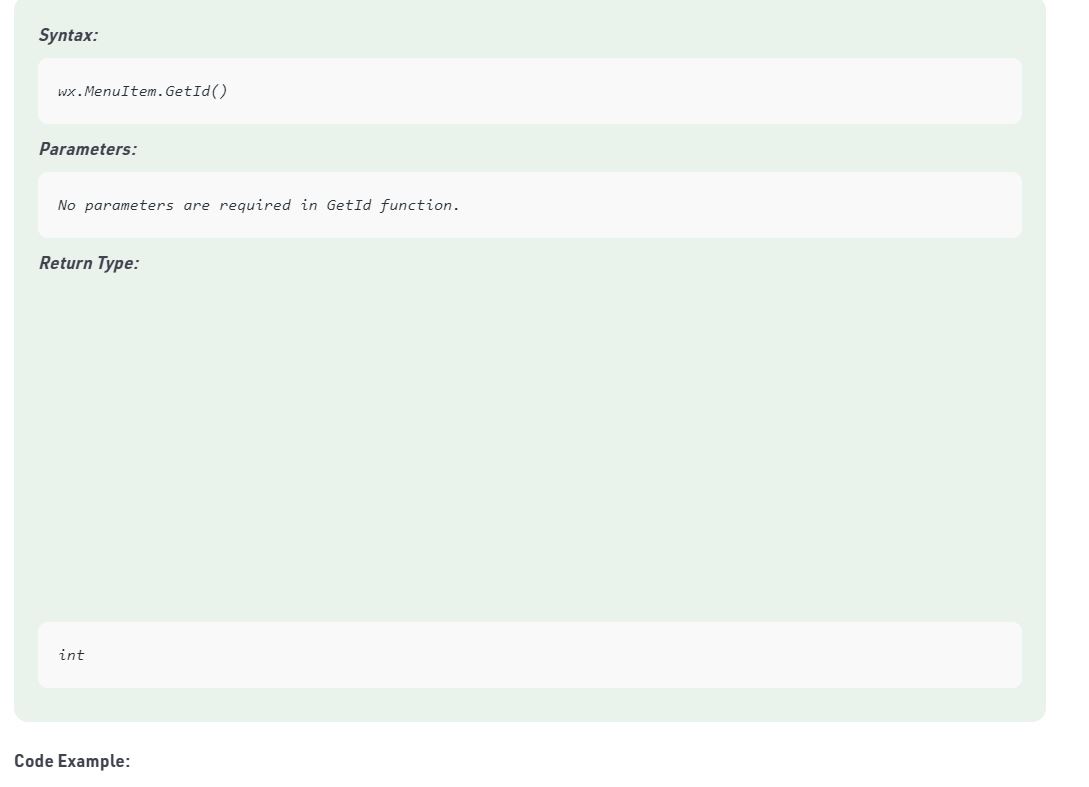 Syntax:
wx.MenuItem.GetId()
Parameters:
No parameters are required in GetId function.
Return Type:
int
Code Example: